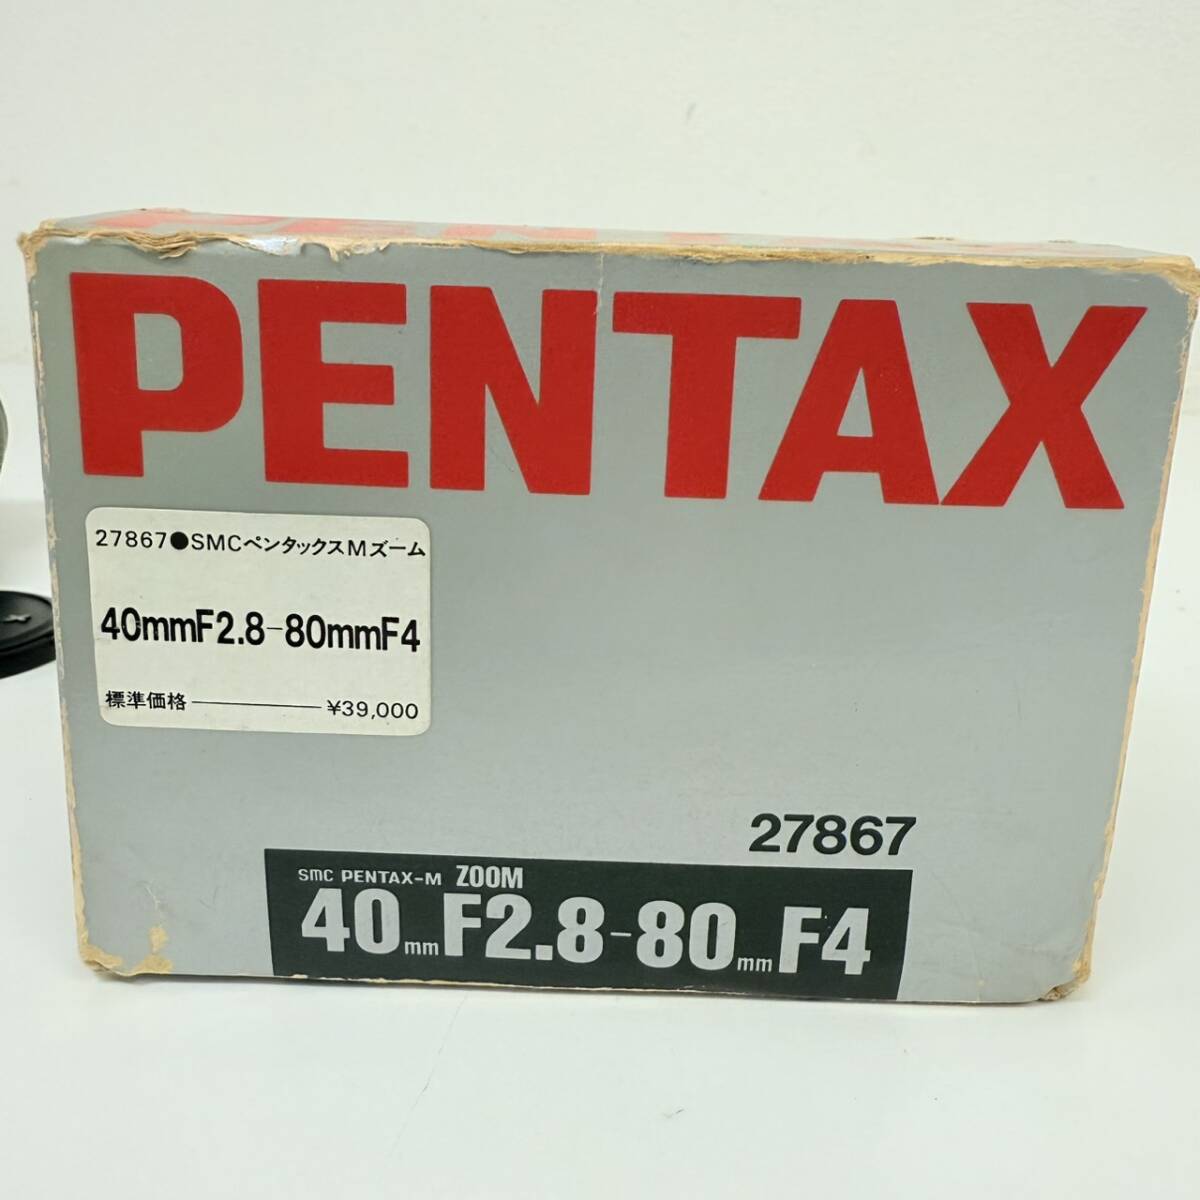 PENTAX
27867●SMCペンタックスMズーム
40mmF2.8-80mmF4
標準価格 ¥39,000
27867
smc PENTAX-M ZOOM
40mm F2.8-80mm F4